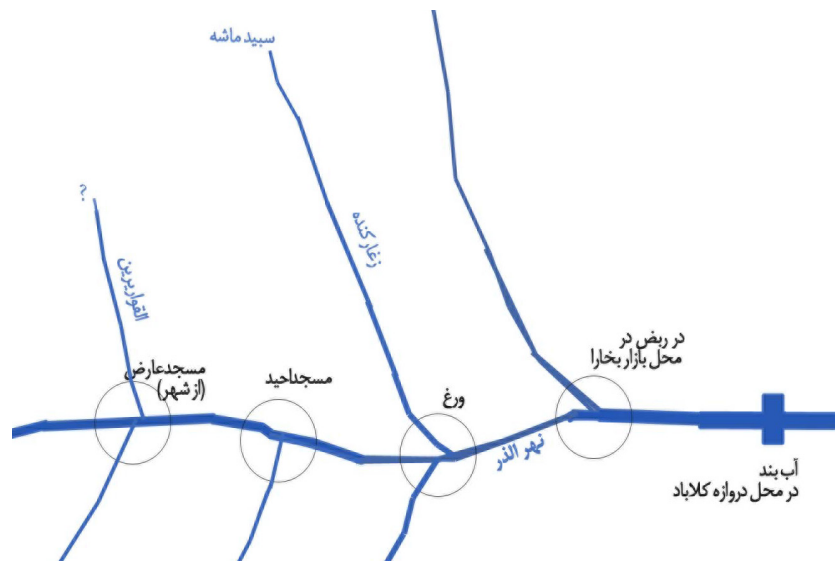 سبیدماشه
؟
زغارکنده
القواریرین
در ربض در
محل بازار بخارا
مسجدعارض
(از شهر)
مسجداحید
ورغ
نهر الذر
آب بند
در محل دروازه کلاباد